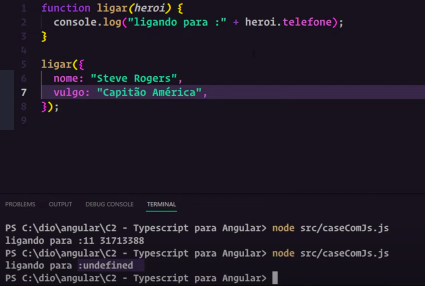 1 function ligar(heroi) {
2 console.log("ligando para :" + heroi.telefone);
3 }
4
5 ligar({
6 nome: "Steve Rogers",
7 vulgo: "Capitão América",
8 });
9
PROBLEMS OUTPUT DEBUG CONSOLE TERMINAL
PS C:\dio\angular\C2 - Typescript para Angular> node src/caseComJs.js
ligando para :11 31713388
PS C:\dio\angular\C2 - Typescript para Angular> node src/caseComJs.js
ligando para :undefined
PS C:\dio\angular\C2 - Typescript para Angular>